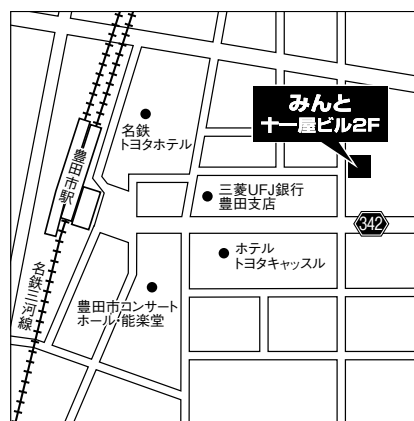 みんと
十一屋ビル2F
名鉄
トヨタホテル
豊田市駅
三菱UFJ銀行
豊田支店
342
ホテル
トヨタキャッスル
名鉄三河線
豊田市コンサート
ホール・能楽堂